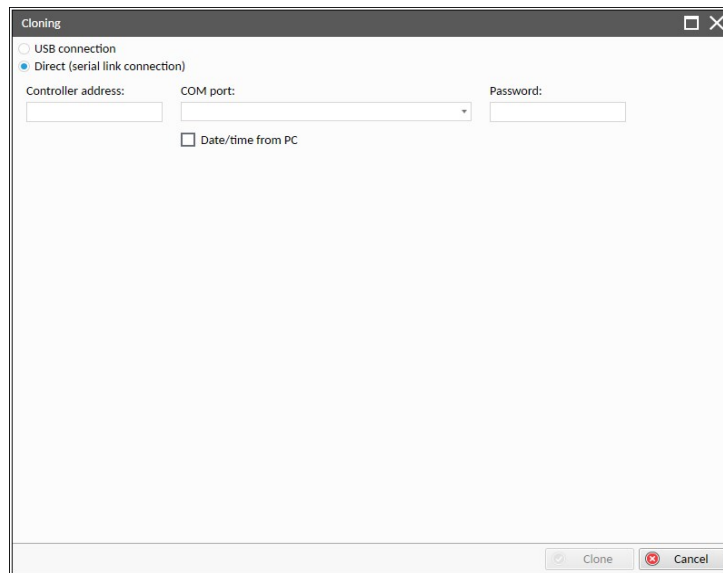 Cloning
USB connection
Direct (serial link connection)
Controller address: COM port: Password:
Date/time from PC
Clone Cancel